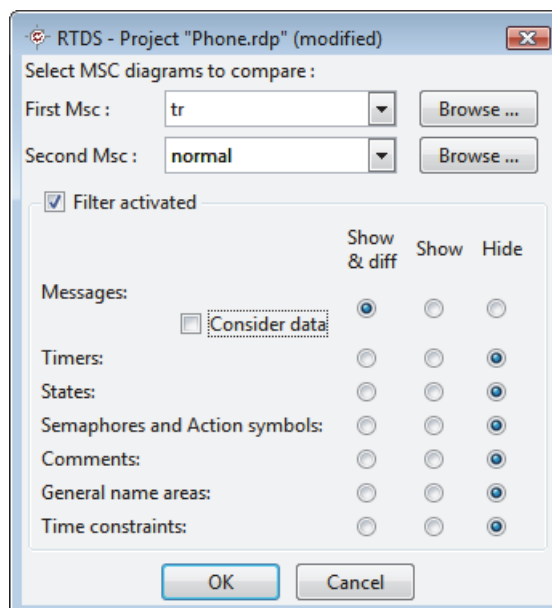 RTDS - Project "Phone.rdp" (modified)
Select MSC diagrams to compare :
First Msc : tr Browse ...
Second Msc : normal Browse ...
Filter activated
Show & diff Show Hide
Messages:
Consider data
Timers:
States:
Semaphores and Action symbols:
Comments:
General name areas:
Time constraints:
OK Cancel